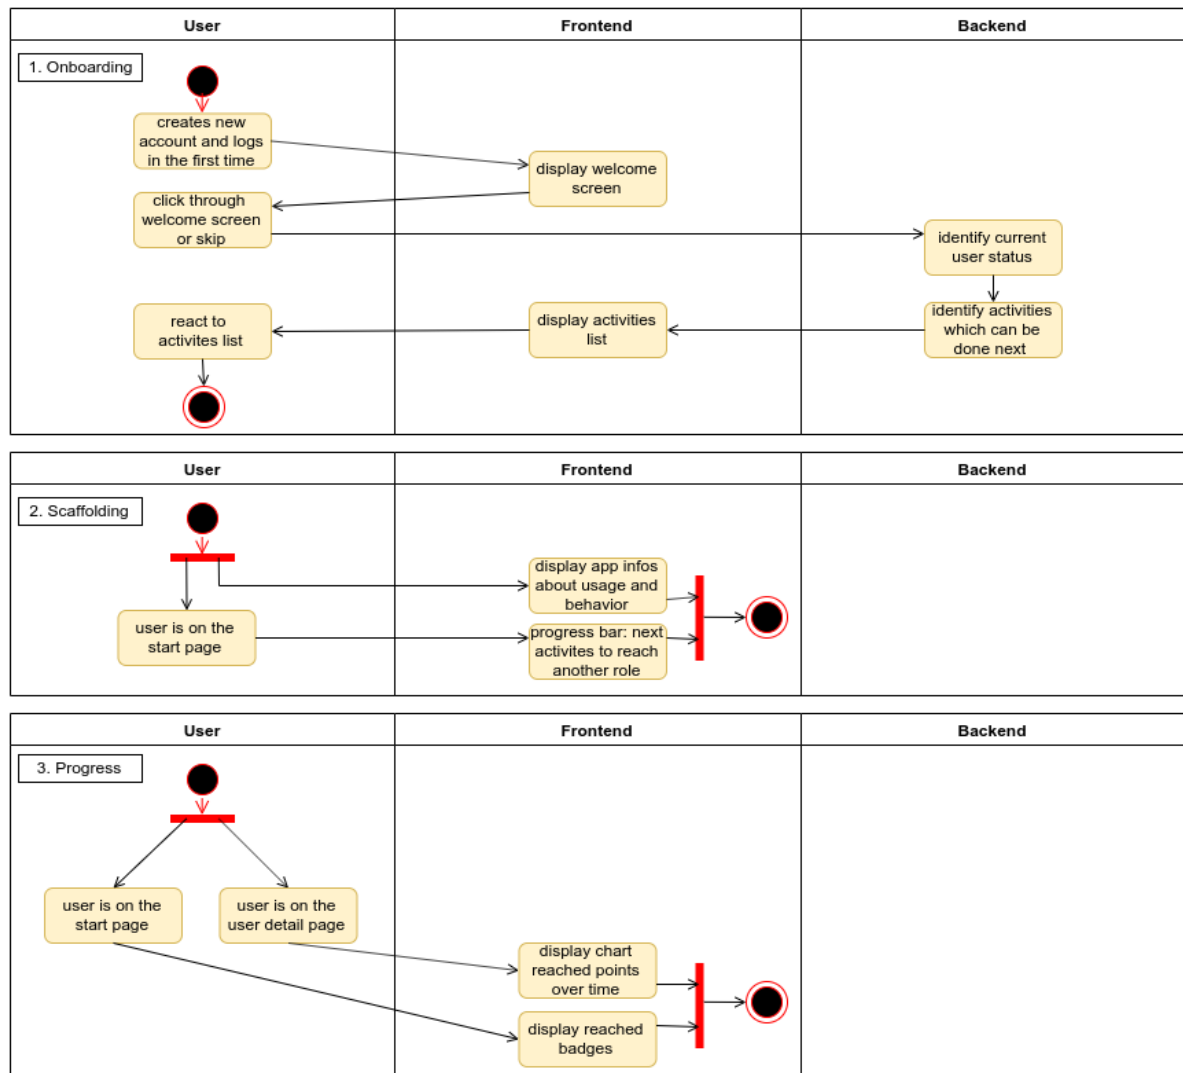 User
Frontend
Backend
1. Onboarding
creates new
account and logs
in the first time
display welcome
screen
click through
welcome screen
or skip
identify current
user status
identify activities
which can be
done next
display activities
list
react to
activites list
User
Frontend
Backend
2. Scaffolding
display app infos
about usage and
behavior
user is on the
start page
progress bar: next
activites to reach
another role
User
Frontend
Backend
3. Progress
user is on the
start page
user is on the
user detail page
display chart
reached points
over time
display reached
badges